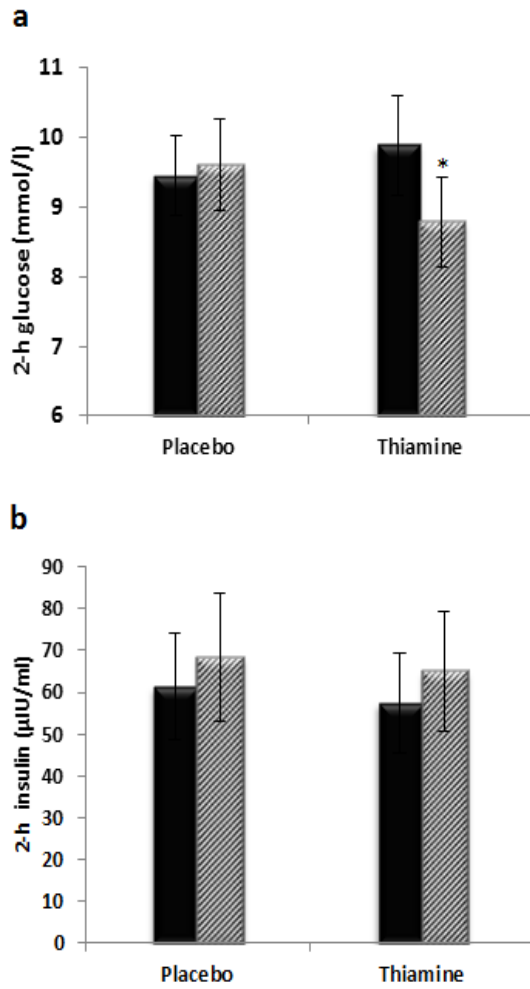 a
2-h glucose (mmol/l)
11
10
9
8
7
6
*
Placebo Thiamine
b
2-h insulin (µIU/ml)
90
80
70
60
50
40
30
20
10
0
Placebo Thiamine